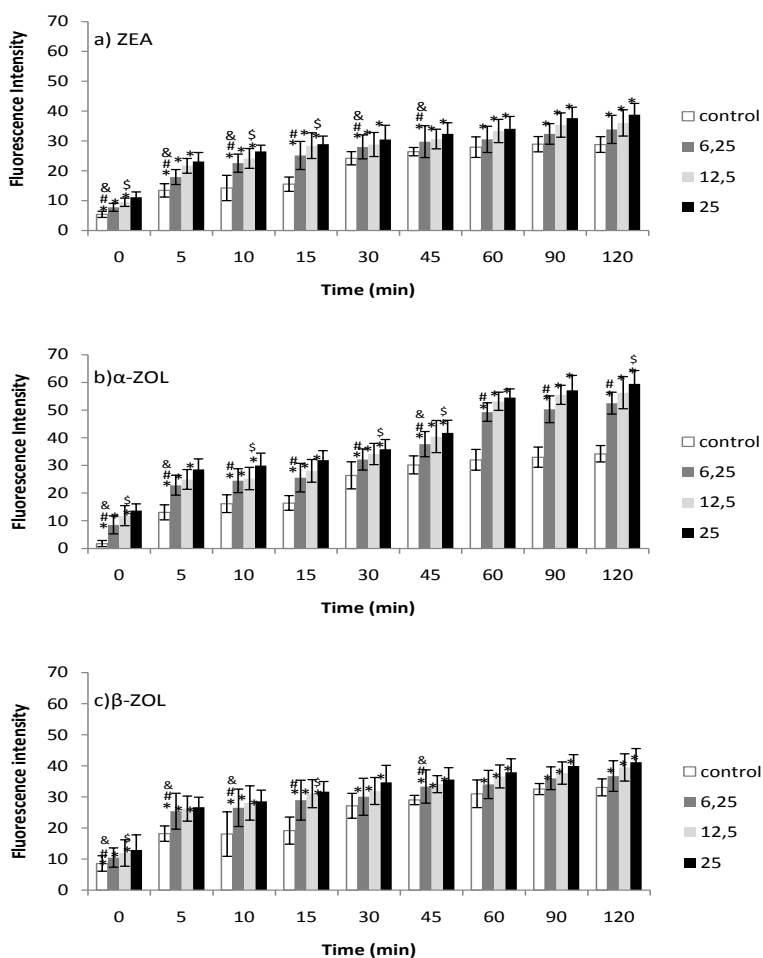 a) ZEA
Fluorescence Intensity
70
60
50
40
30
20
10
0
& # * * $ * & # * * * & # * * $ * # * * $ * & # * * * & # * * * * * * * * * * * *
0 5 10 15 30 45 60 90 120
Time (min)
control
6,25
12,5
25
b)α-ZOL
Fluorescence Intensity
70
60
50
40
30
20
10
0
0 5 10 15 30 45 60 90 120
Time (min)
control
6,25
12,5
25
c)β-ZOL
Fluorescence intensity
70
60
50
40
30
20
10
0
0 5 10 15 30 45 60 90 120
Time (min)
control
6,25
12,5
25